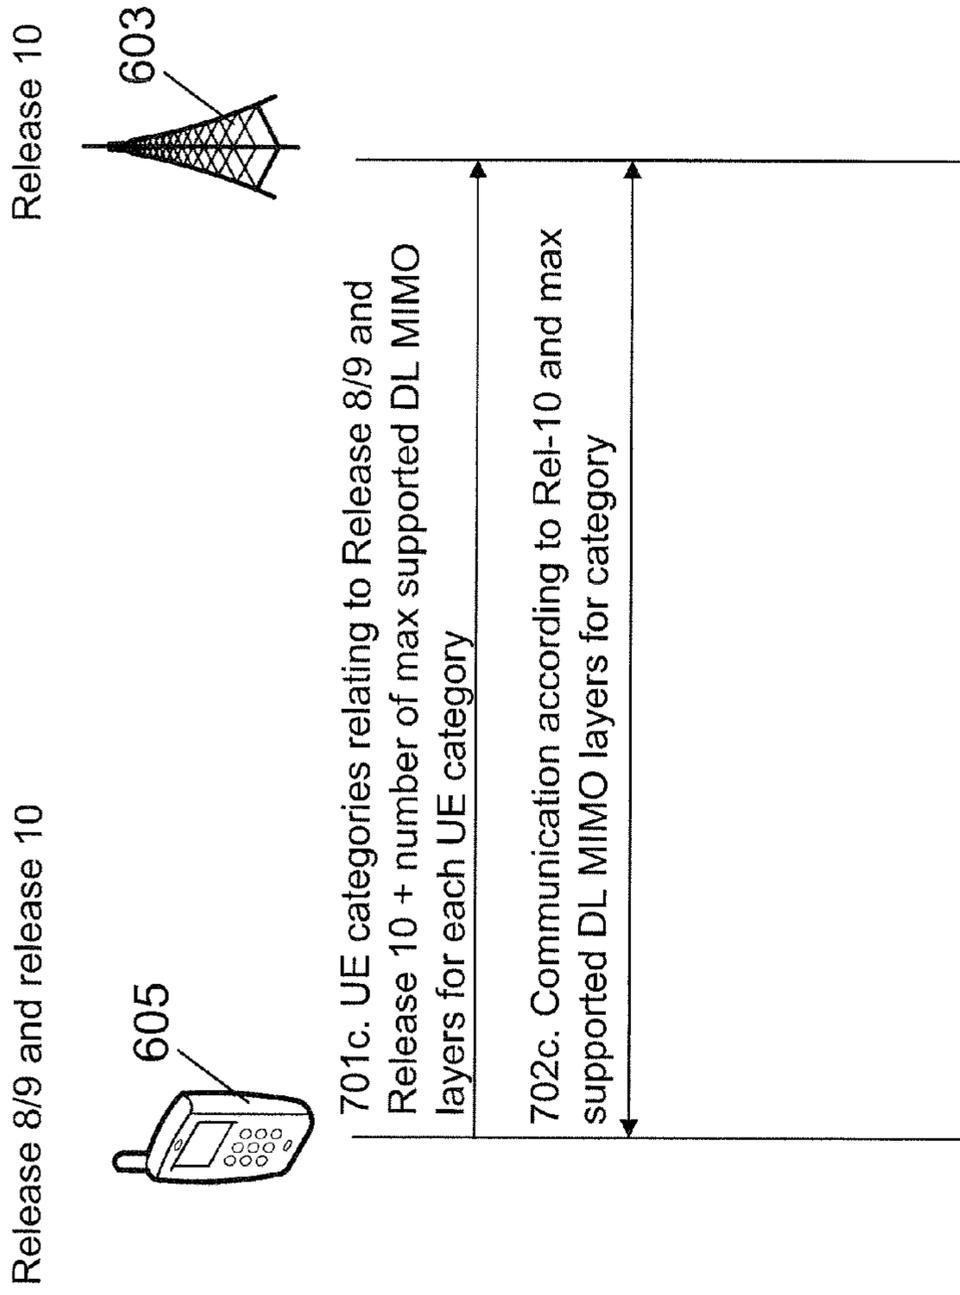 Release 8/9 and release 10
Release 10
605
603
701c. UE categories relating to Release 8/9 and
Release 10 + number of max supported DL MIMO
layers for each UE category
702c. Communication according to Rel-10 and max
supported DL MIMO layers for category